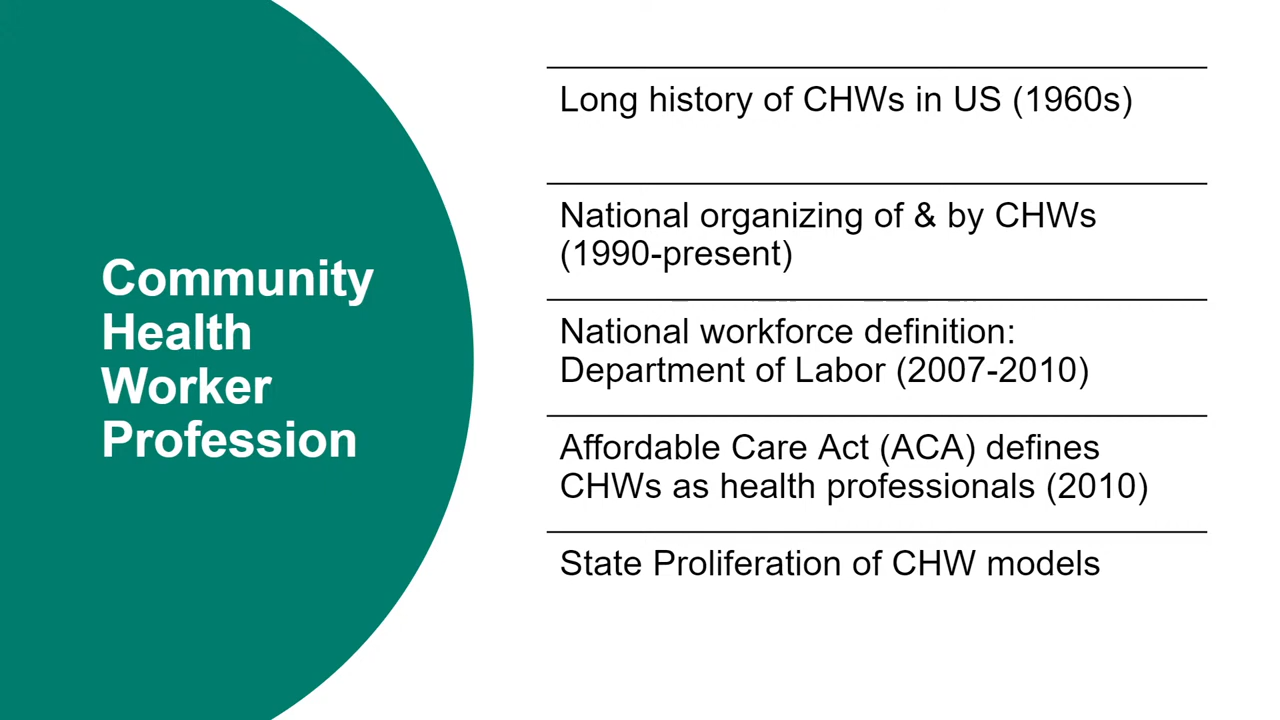 Community
Health
Worker
Profession
Long history of CHWs in US (1960s)
National organizing of & by CHWs
(1990-present)
National workforce definition:
Department of Labor (2007-2010)
Affordable Care Act (ACA) defines
CHWs as health professionals (2010)
State Proliferation of CHW models